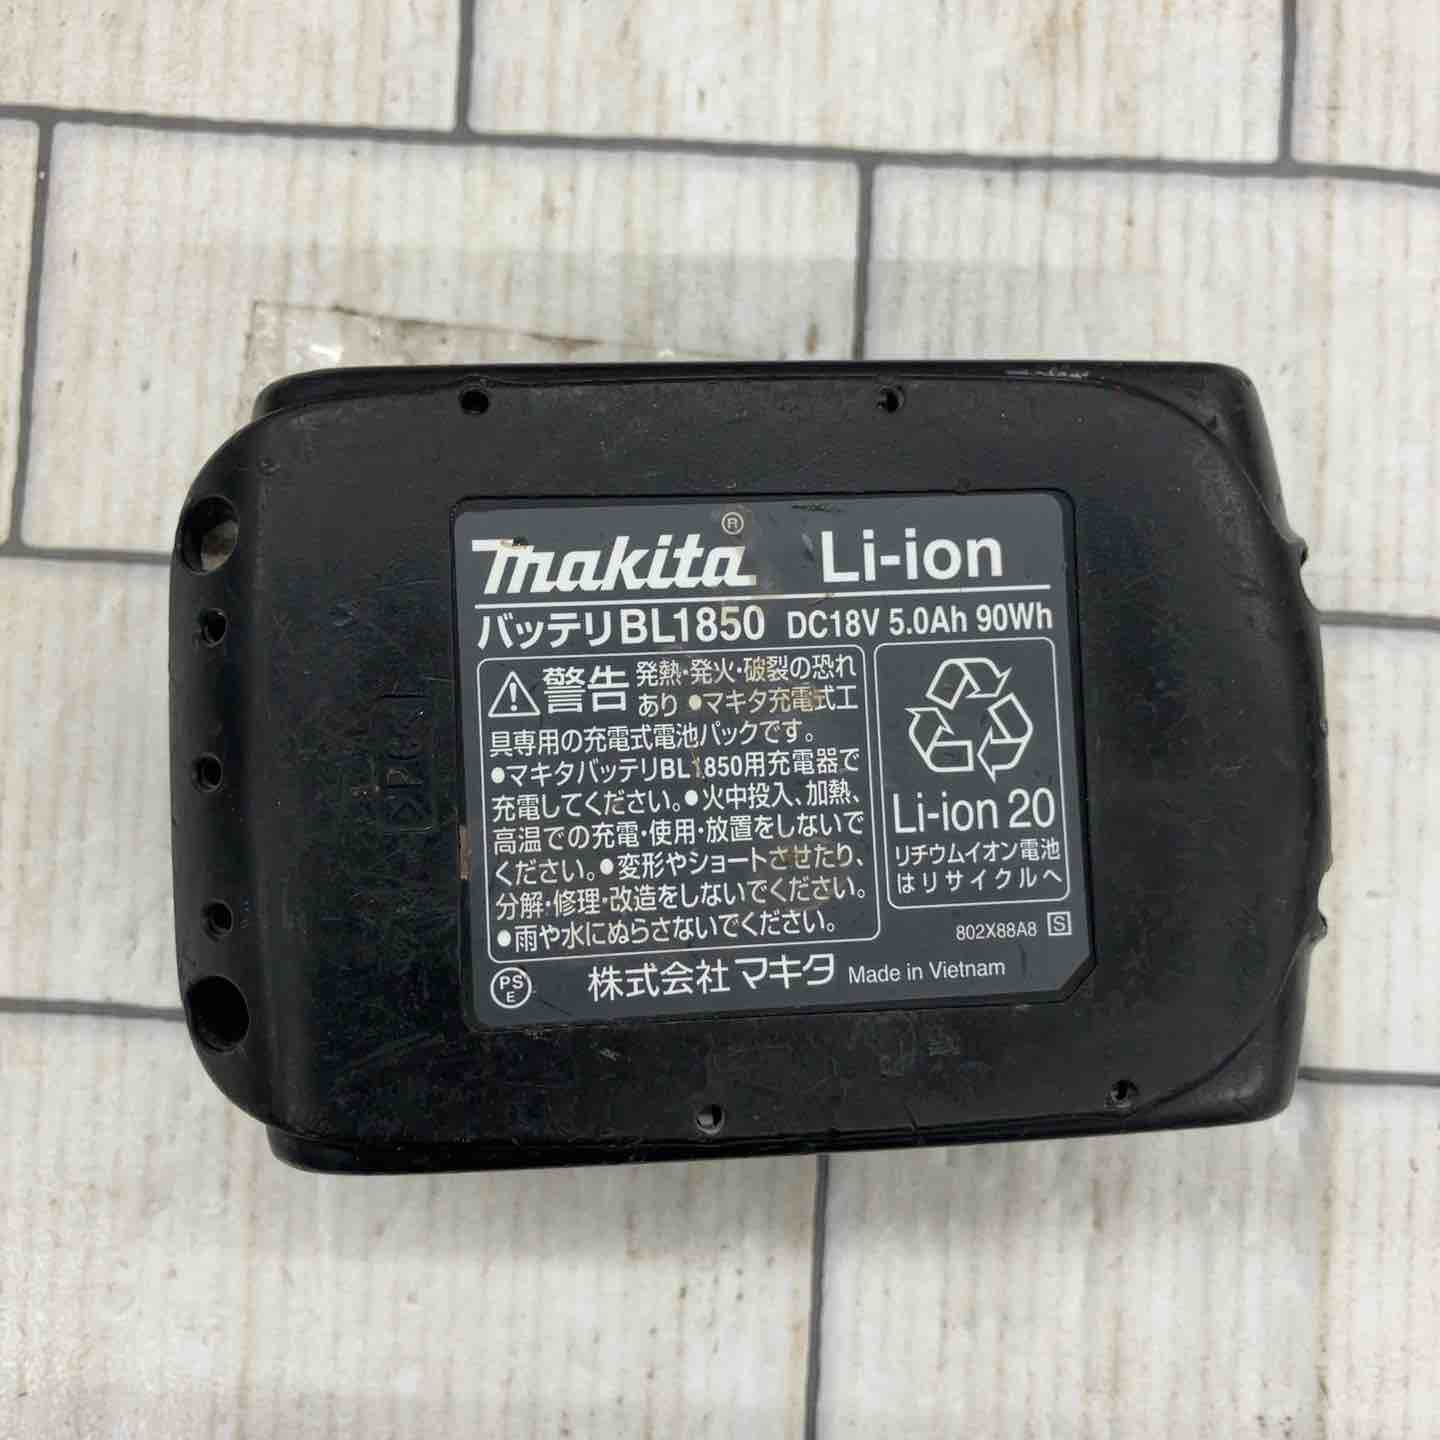 makita® Li-ion
バッテリBL1850 DC18V 5.0Ah 90Wh
警告 発熱・発火・破裂の恐れ
あり ●マキタ充電式工
具専用の充電式電池パックです。
●マキタバッテリBL1850用充電器で
充電してください。●火中投入、加熱、
高温での充電・使用・放置をしないで
ください。●変形やショートさせたり、
分解・修理・改造をしないでください。
●雨や水にぬらさないでください。
Li-ion 20
リチウムイオン電池
はリサイクルへ
802X88A8 S
PS
E
株式会社マキタ Made in Vietnam